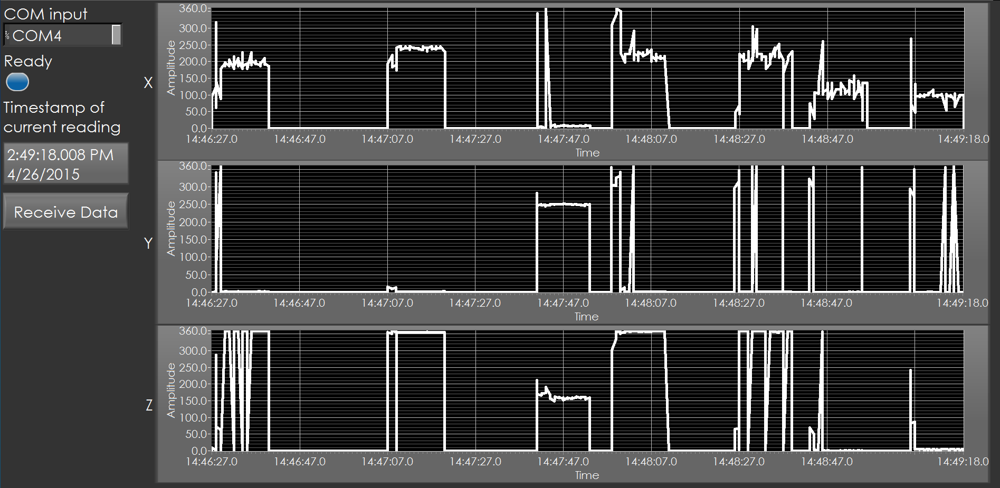 COM input
COM4
Ready
Timestamp of
current reading
2:49:18.008 PM
4/26/2015
Receive Data
X
Amplitude
360.0
300.0
250.0
200.0
150.0
100.0
50.0
0.0
14:46:27.0 14:46:47.0 14:47:07.0 14:47:27.0 14:47:47.0 14:48:07.0 14:48:27.0 14:48:47.0 14:49:18.0
Time
Y
Amplitude
360.0
300.0
250.0
200.0
150.0
100.0
50.0
0.0
14:46:27.0 14:46:47.0 14:47:07.0 14:47:27.0 14:47:47.0 14:48:07.0 14:48:27.0 14:48:47.0 14:49:18.0
Time
Z
Amplitude
360.0
300.0
250.0
200.0
150.0
100.0
50.0
0.0
14:46:27.0 14:46:47.0 14:47:07.0 14:47:27.0 14:47:47.0 14:48:07.0 14:48:27.0 14:48:47.0 14:49:18.0
Time